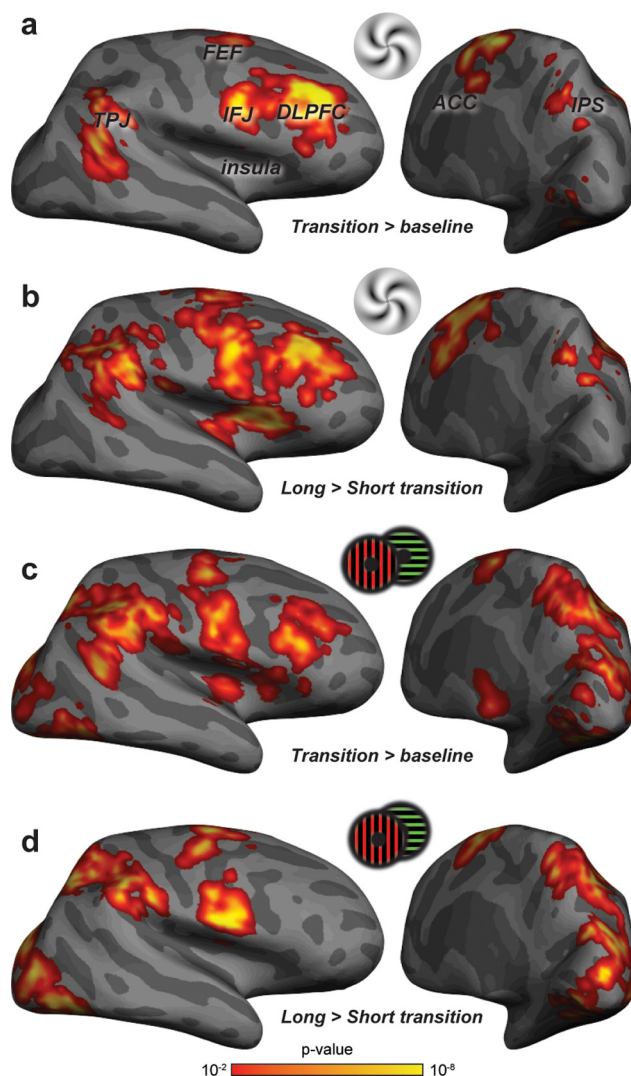 a
FEF
TPJ
IFJ DLPFC
insula
ACC
IPS
Transition > baseline
b
Long > Short transition
c
Transition > baseline
d
Long > Short transition
p-value
10-2
10-8